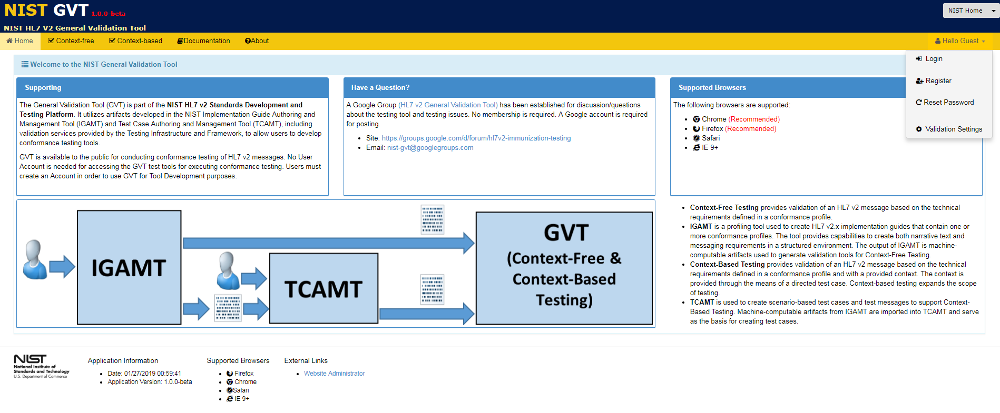 NIST GVT 1.0.0-beta
NIST Home
NIST HL7 V2 General Validation Tool
Home
Context-free
Context-based
Documentation
About
Hello Guest
Login
Register
Reset Password
Validation Settings
Welcome to the NIST General Validation Tool
Supporting
The General Validation Tool (GVT) is part of the NIST HL7 v2 Standards Development and
Testing Platform. It utilizes artifacts developed in the NIST Implementation Guide Authoring and
Management Tool (IGAMT) and Test Case Authoring and Management Tool (TCAMT), including
validation services provided by the Testing Infrastructure and Framework, to allow users to develop
conformance testing tools.
GVT is available to the public for conducting conformance testing of HL7 v2 messages. No User
Account is needed for accessing the GVT test tools for executing conformance testing. Users must
create an Account in order to use GVT for Tool Development purposes.
Have a Question?
A Google Group (HL7 v2 General Validation Tool) has been established for discussion/questions
about the testing tool and testing issues. No membership is required. A Google account is required
for posting.
Site: https://groups.google.com/d/forum/hl7v2-immunization-testing
Email: nist-gvt@googlegroups.com
Supported Browsers
The following browsers are supported:
Chrome (Recommended)
Firefox (Recommended)
Safari
IE 9+
IGAMT
TCAMT
GVT
(Context-Free &
Context-Based
Testing)
Context-Free Testing provides validation of an HL7 v2 message based on the technical
requirements defined in a conformance profile.
IGAMT is a profiling tool used to create HL7 v2.x implementation guides that contain one or
more conformance profiles. The tool provides capabilities to create both narrative text and
messaging requirements in a structured environment. The output of IGAMT is machine-
computable artifacts used to generate validation tools for Context-Free Testing.
Context-Based Testing provides validation of an HL7 v2 message based on the technical
requirements defined in a conformance profile and with a provided context. The context is
provided through the means of a directed test case. Context-based testing expands the scope
of testing.
TCAMT is used to create scenario-based test cases and test messages to support Context-
Based Testing. Machine-computable artifacts from IGAMT are imported into TCAMT and serve
as the basis for creating test cases.
NIST
National Institute of
Standards and Technology
U.S. Department of Commerce
Application Information
Date: 01/27/2019 00:59:41
Application Version: 1.0.0-beta
Supported Browsers
Firefox
Chrome
Safari
IE 9+
External Links
Website Administrator